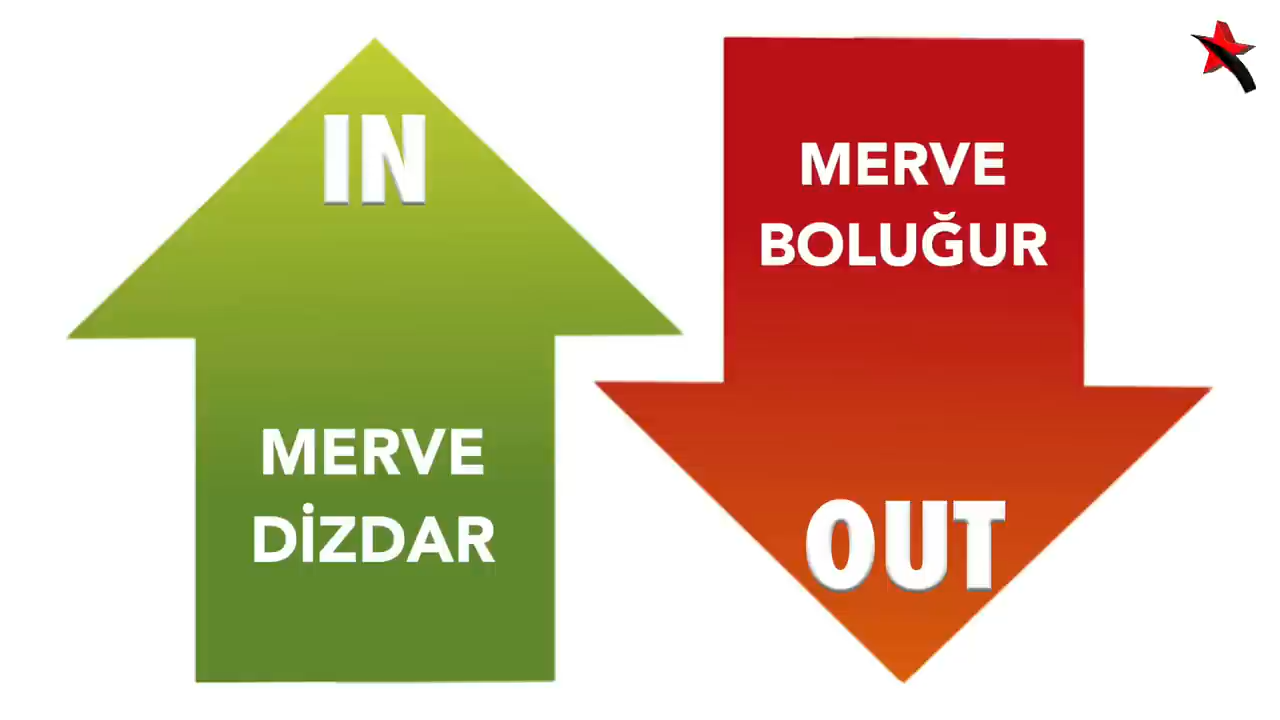 IN
MERVE
DİZDAR
MERVE
BOLUĞUR
OUT